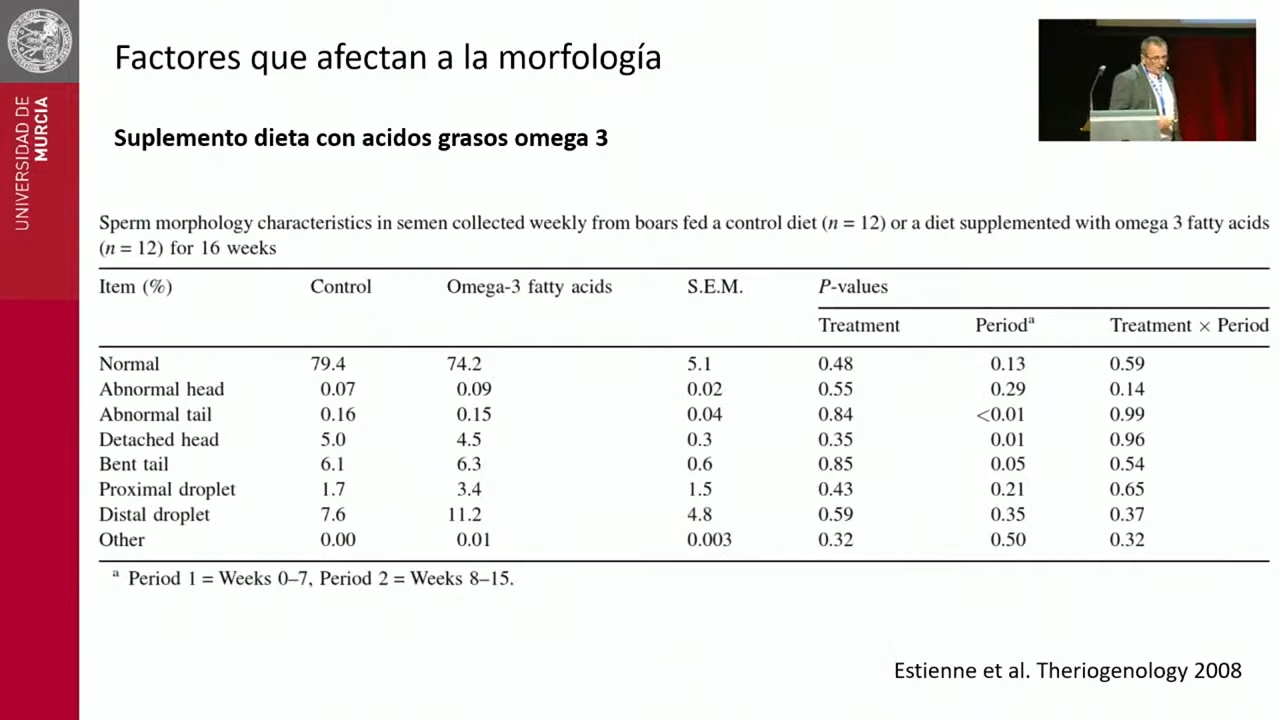 UNIVERSIDAD DE
MURCIA
Factores que afectan a la morfología
Suplemento dieta con acidos grasos omega 3
Sperm morphology characteristics in semen collected weekly from boars fed a control diet (n = 12) or a diet supplemented with omega 3 fatty acids
(n = 12) for 16 weeks
Item (%) Control Omega-3 fatty acids S.E.M. P-values
Treatment Periodᵃ Treatment × Period
Normal 79.4 74.2 5.1 0.48 0.13 0.59
Abnormal head 0.07 0.09 0.02 0.55 0.29 0.14
Abnormal tail 0.16 0.15 0.04 0.84 <0.01 0.99
Detached head 5.0 4.5 0.3 0.35 0.01 0.96
Bent tail 6.1 6.3 0.6 0.85 0.05 0.54
Proximal droplet 1.7 3.4 1.5 0.43 0.21 0.65
Distal droplet 7.6 11.2 4.8 0.59 0.35 0.37
Other 0.00 0.01 0.003 0.32 0.50 0.32
ᵃ Period 1 = Weeks 0–7, Period 2 = Weeks 8–15.
Estienne et al. Theriogenology 2008